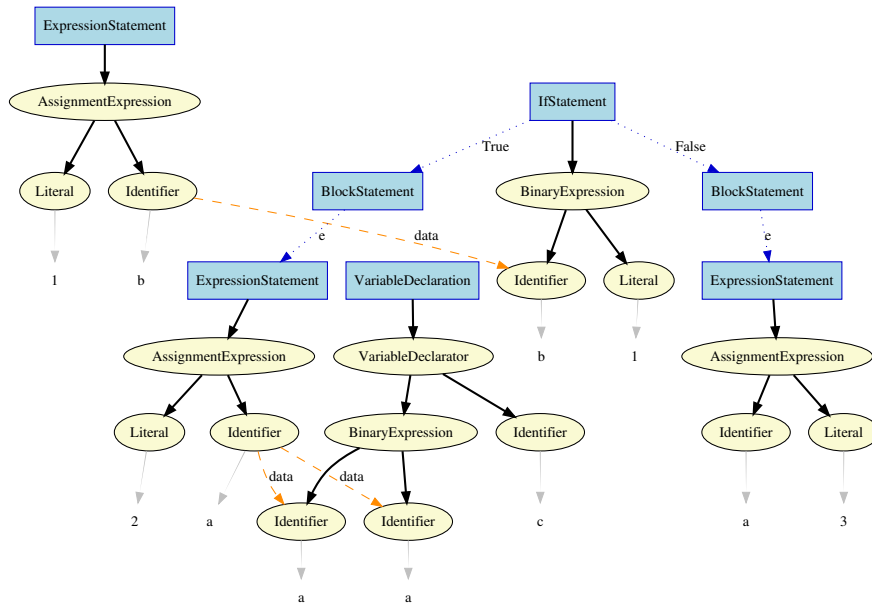 ExpressionStatement
AssignmentExpression
IfStatement
True
False
Literal
Identifier
BlockStatement
BinaryExpression
BlockStatement
e
data
e
1
b
ExpressionStatement
VariableDeclaration
Identifier
Literal
ExpressionStatement
AssignmentExpression
VariableDeclarator
b
1
AssignmentExpression
Literal
Identifier
BinaryExpression
Identifier
Identifier
Literal
data
data
2
a
Identifier
Identifier
c
a
3
a
a